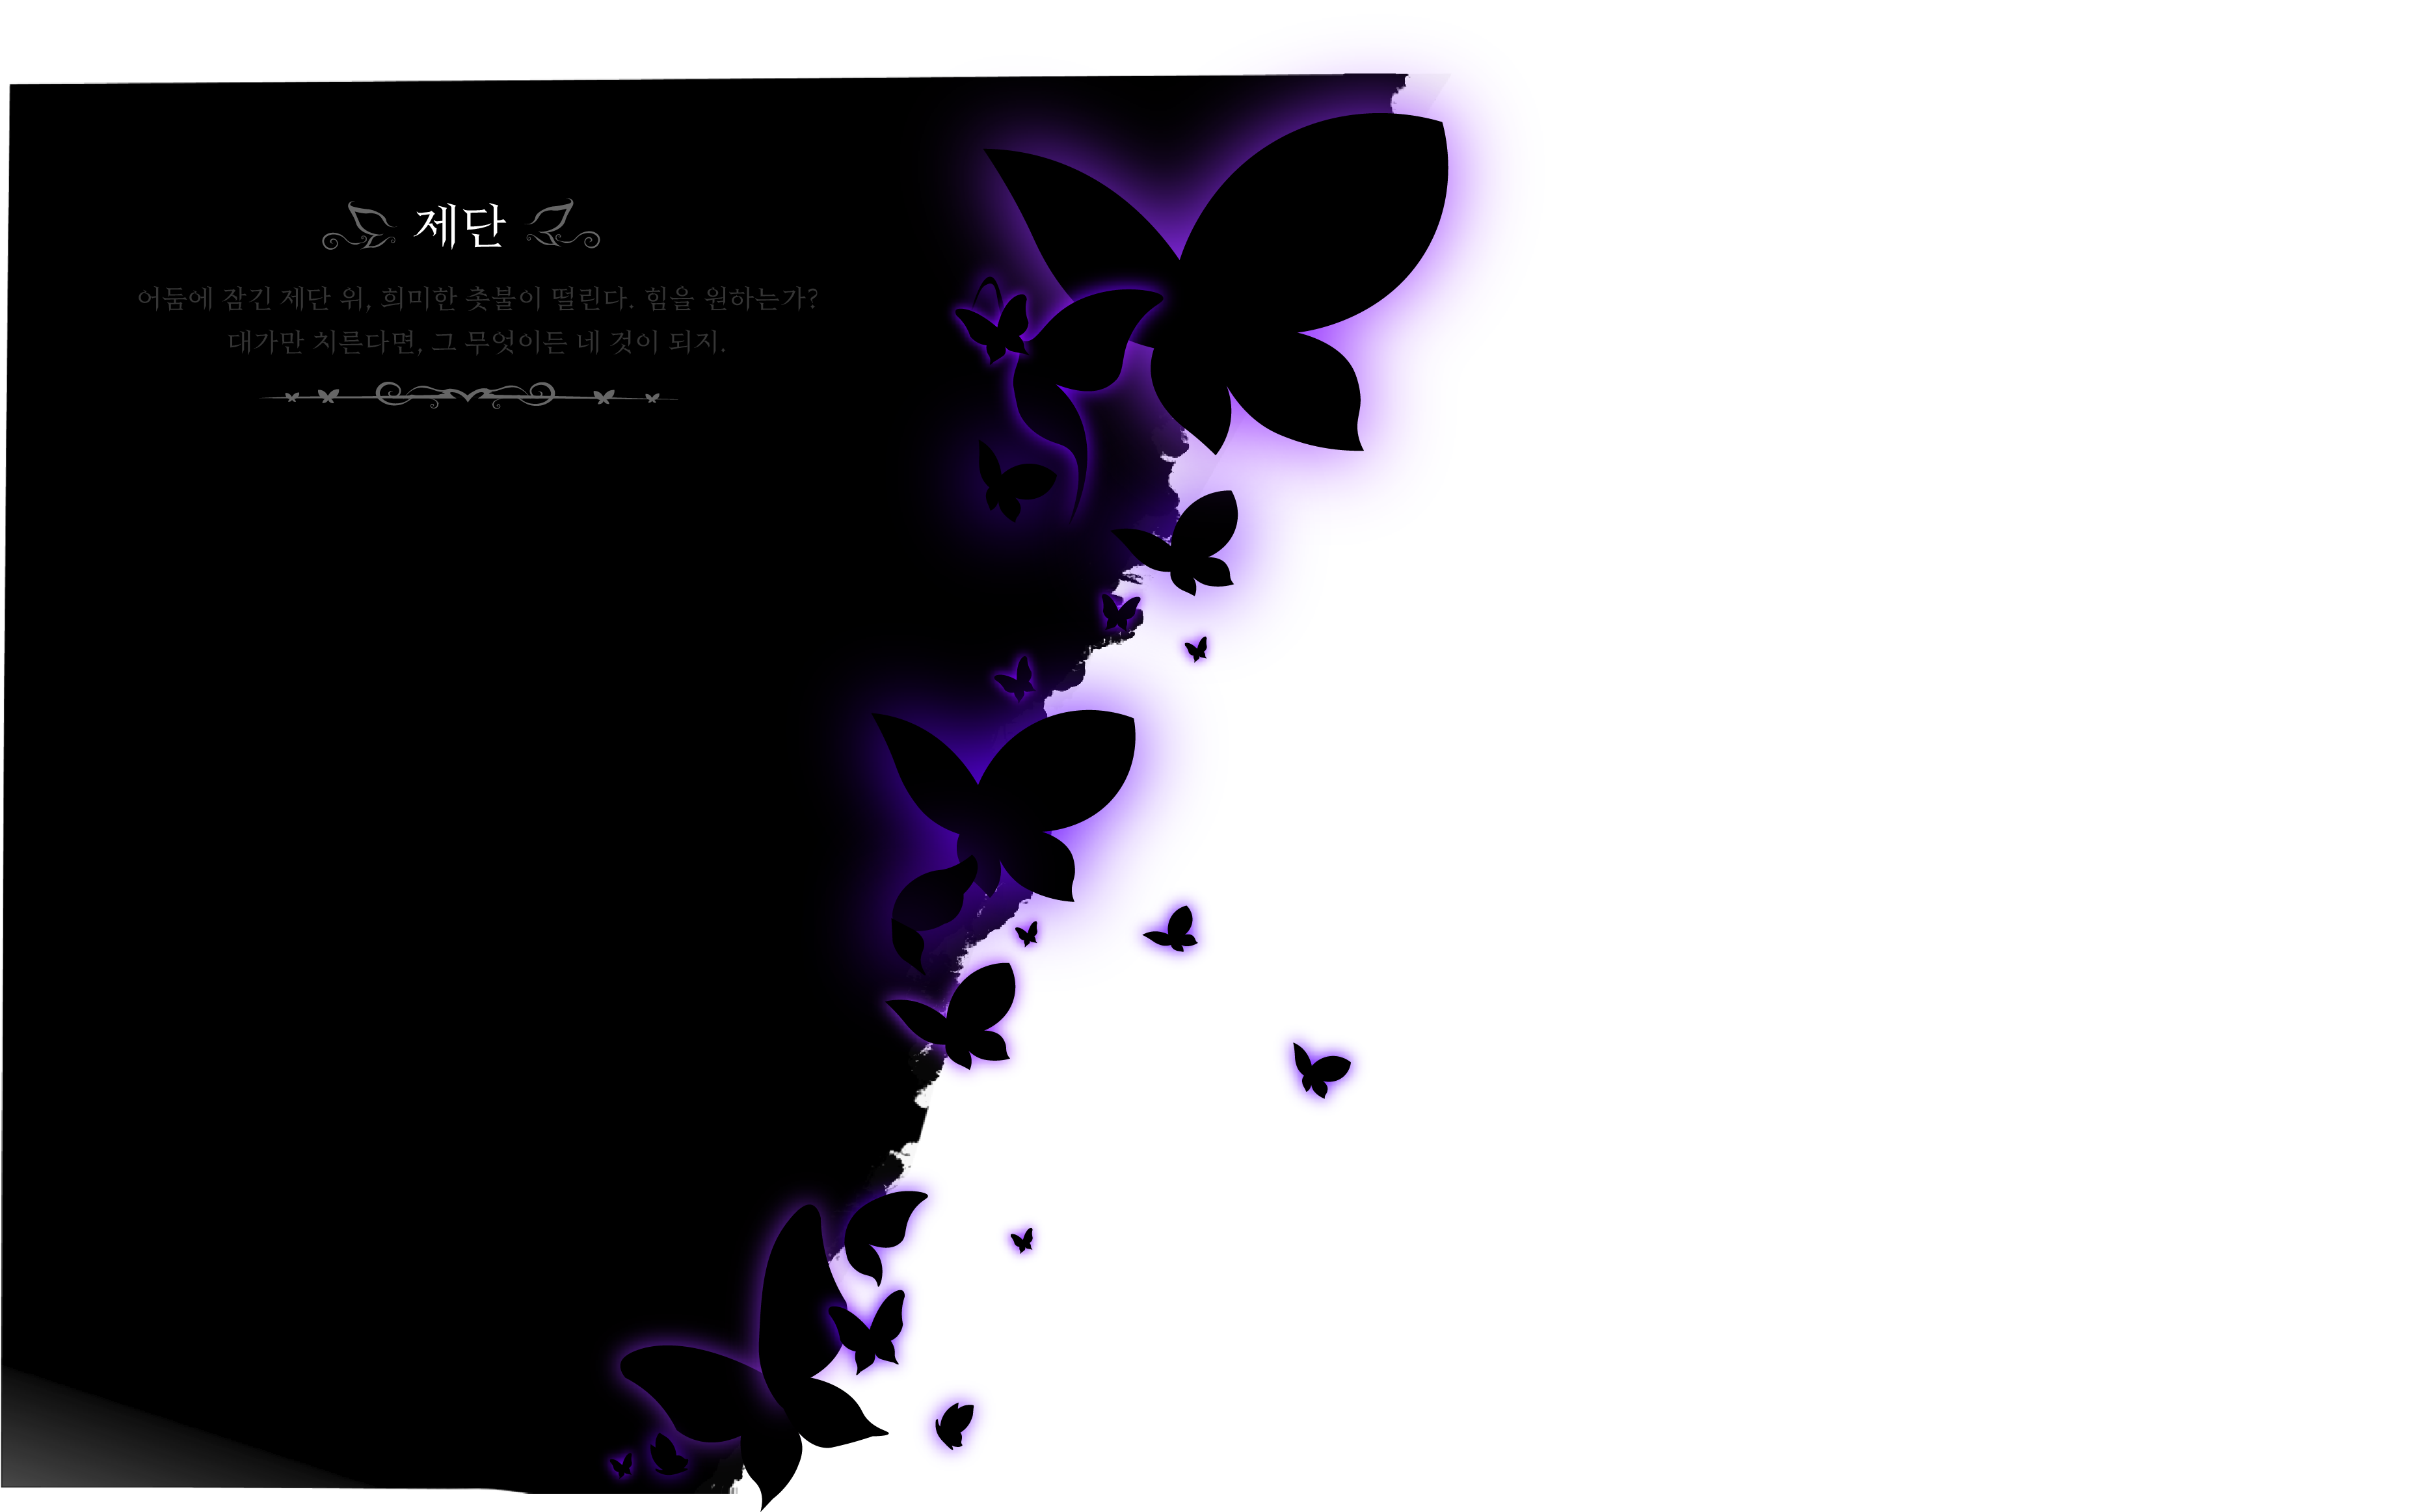 제단
어둠에 잠긴 제단 위, 희미한 촛불이 떨린다. 힘을 원하는가?
대가만 치른다면, 그 무엇이든 네 것이 되지.